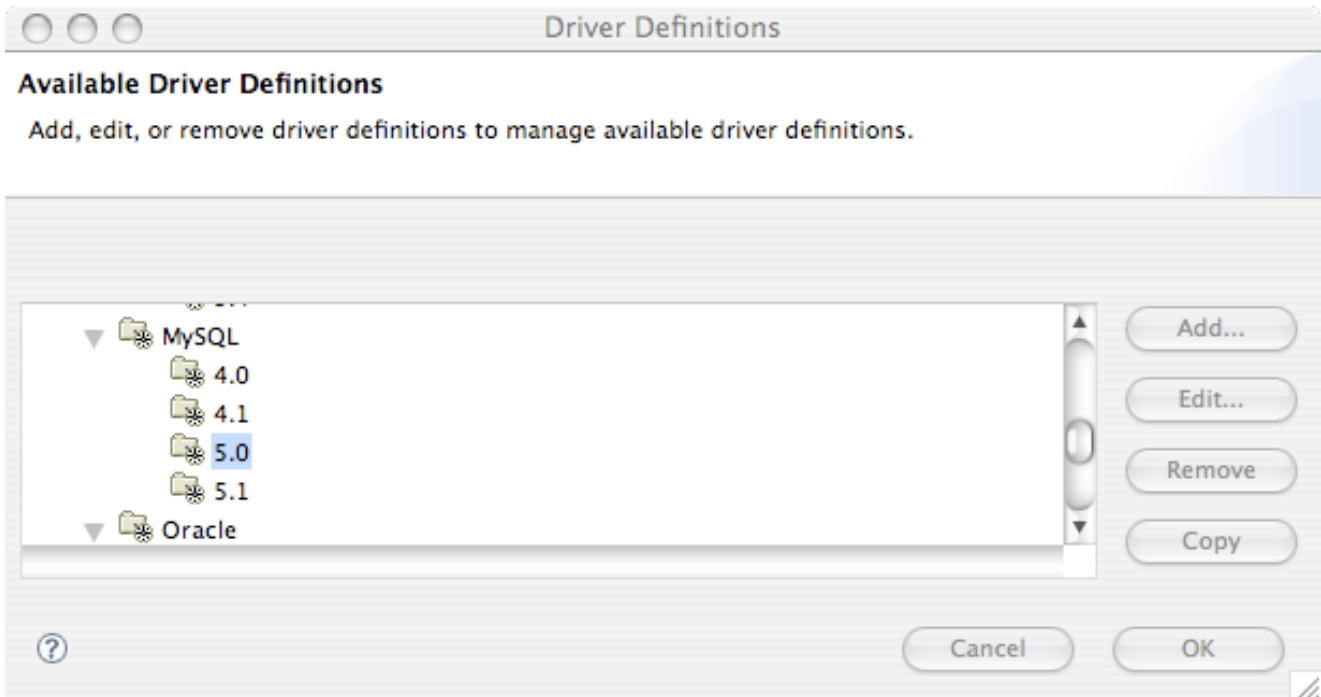 Driver Definitions
Available Driver Definitions
Add, edit, or remove driver definitions to manage available driver definitions.
MySQL
4.0
4.1
5.0
5.1
Oracle
Add...
Edit...
Remove
Copy
?
Cancel
OK